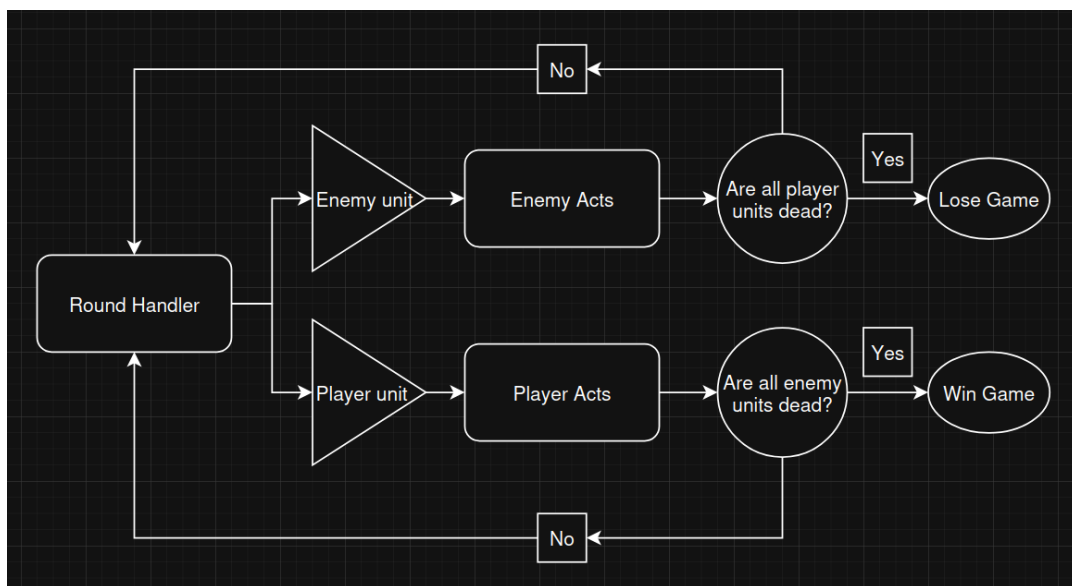 No
Enemy unit
Enemy Acts
Are all player
units dead?
Yes
Lose Game
Round Handler
Player unit
Player Acts
Are all enemy
units dead?
Yes
Win Game
No